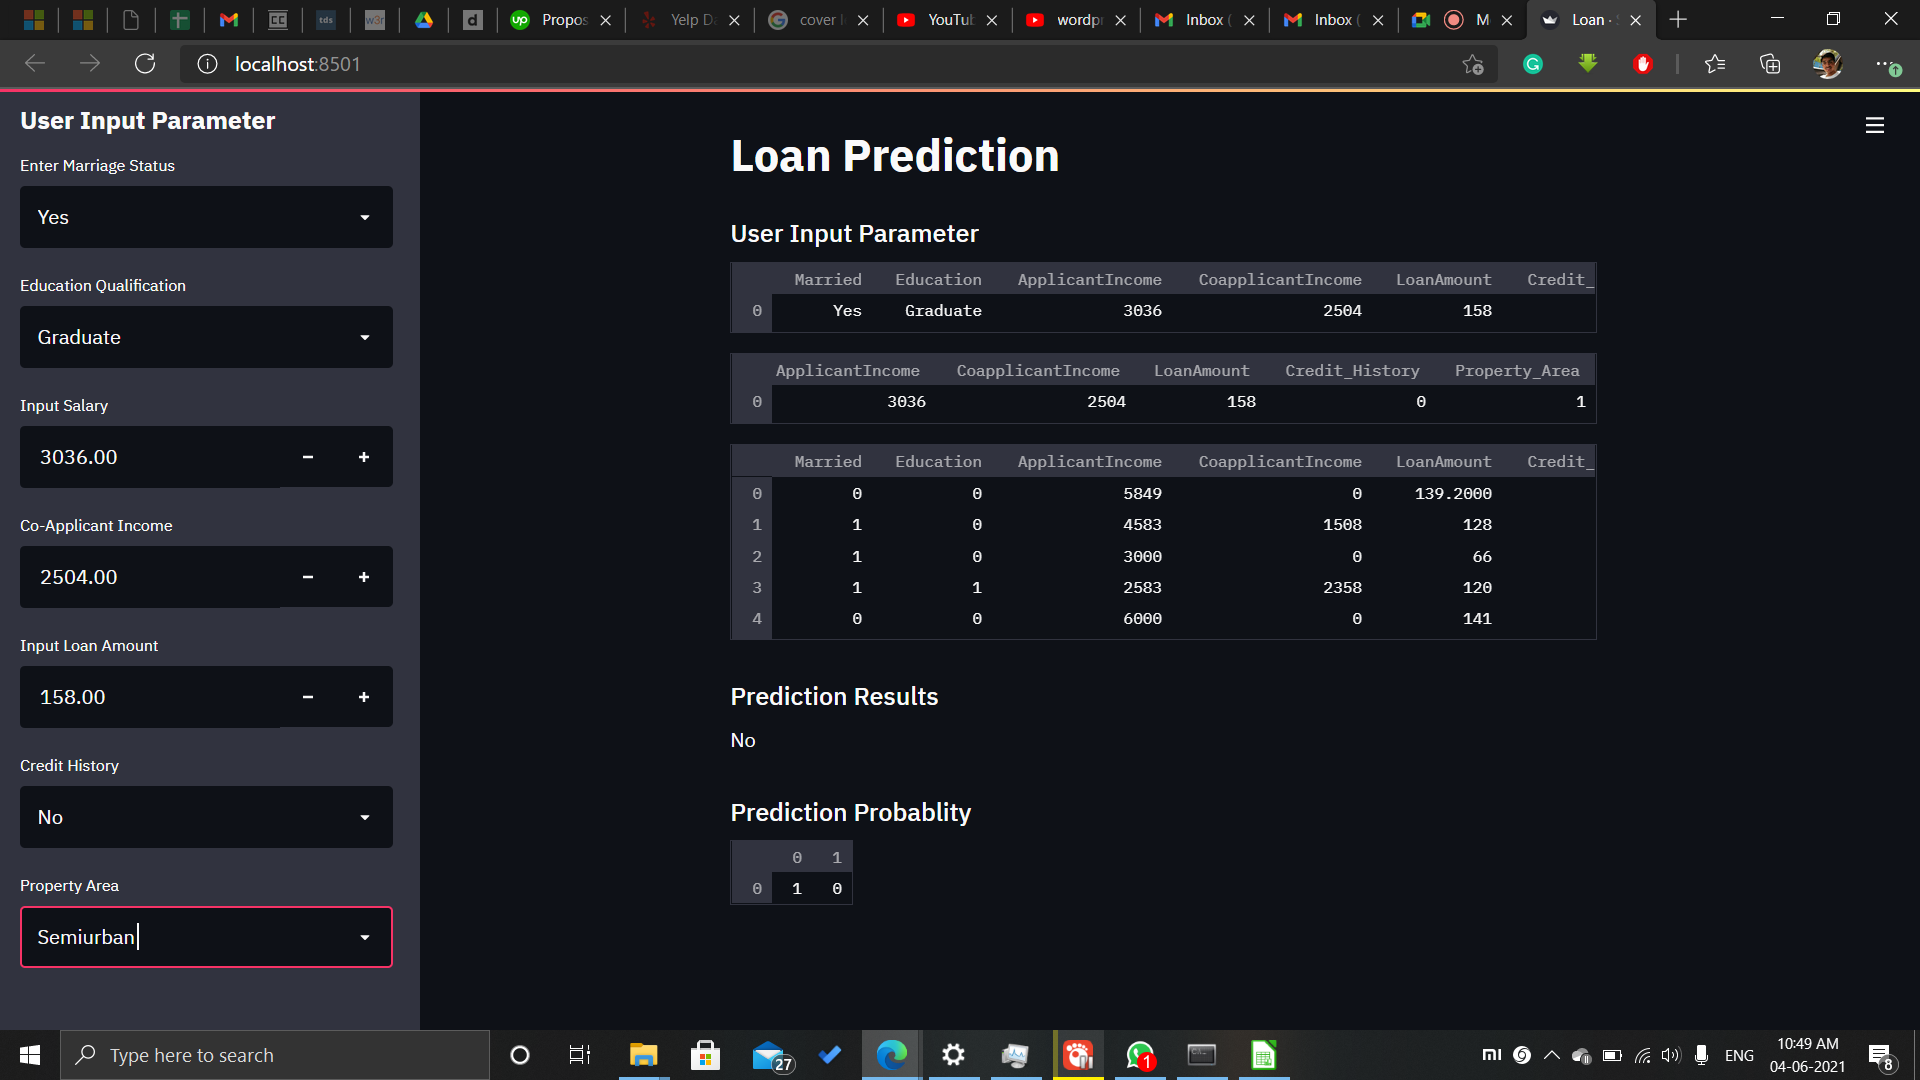 Propos
Yelp Da
cover l
YouTub
wordpr
Inbox (
Inbox (
M
Loan ·
localhost:8501
User Input Parameter
Enter Marriage Status
Yes
Education Qualification
Graduate
Input Salary
3036.00
Co-Applicant Income
2504.00
Input Loan Amount
158.00
Credit History
No
Property Area
Semiurban
Loan Prediction
User Input Parameter
Married Education ApplicantIncome CoapplicantIncome LoanAmount Credit_
0 Yes Graduate 3036 2504 158
ApplicantIncome CoapplicantIncome LoanAmount Credit_History Property_Area
0 3036 2504 158 0 1
Married Education ApplicantIncome CoapplicantIncome LoanAmount Credit_
0 0 0 5849 0 139.2000
1 1 0 4583 1508 128
2 1 0 3000 0 66
3 1 1 2583 2358 120
4 0 0 6000 0 141
Prediction Results
No
Prediction Probablity
0 1
0 1 0
Type here to search
27
1
ENG
10:49 AM
04-06-2021
8